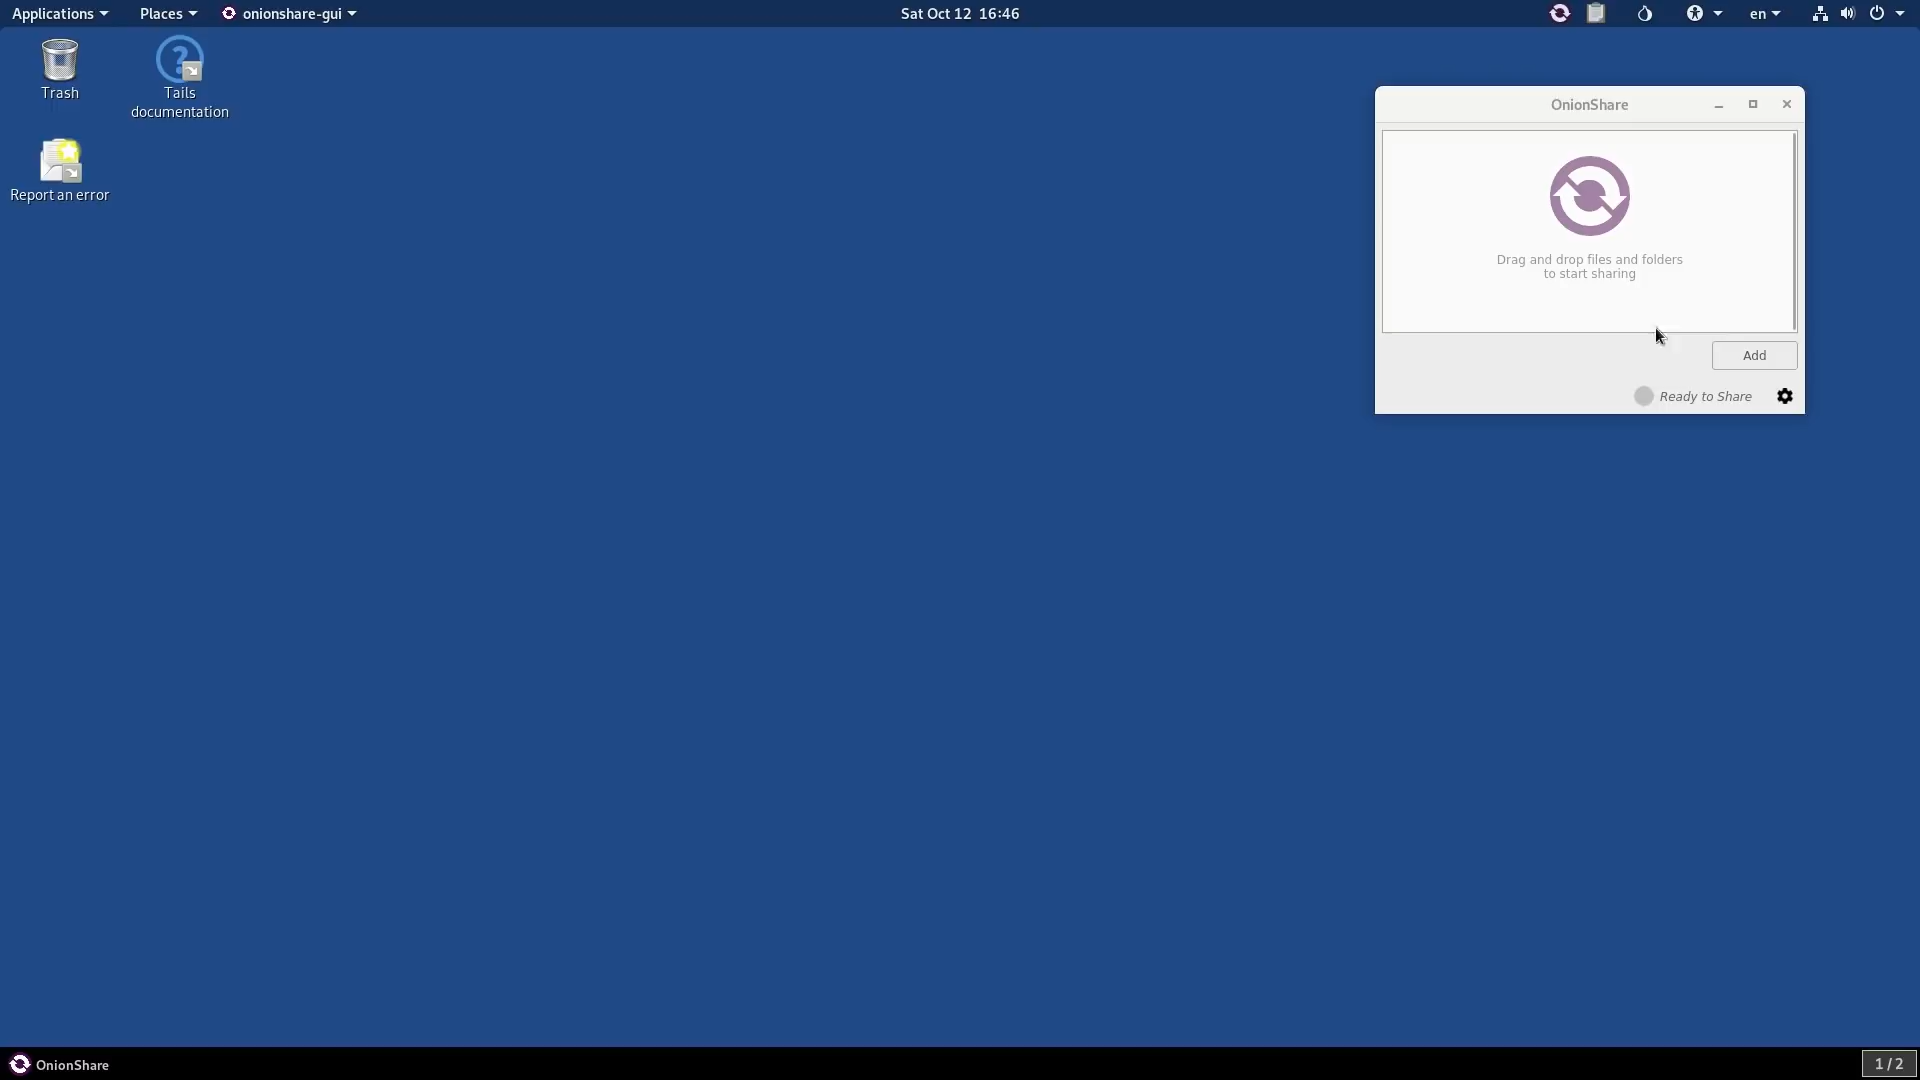 Applications
Places
onionshare-gui
Sat Oct 12 16:46
en
Trash
Tails
documentation
Report an error
OnionShare
Drag and drop files and folders
to start sharing
Add
Ready to Share
OnionShare
1 / 2